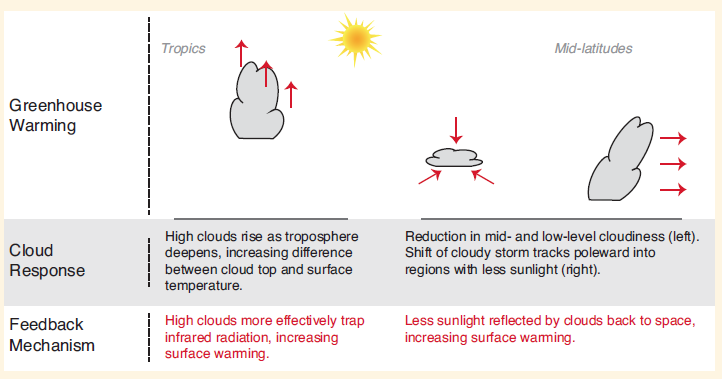 Tropics
Mid-latitudes
Greenhouse
Warming
Cloud
Response
High clouds rise as troposphere
deepens, increasing difference
between cloud top and surface
temperature.
Reduction in mid- and low-level cloudiness (left).
Shift of cloudy storm tracks poleward into
regions with less sunlight (right).
Feedback
Mechanism
High clouds more effectively trap
infrared radiation, increasing
surface warming.
Less sunlight reflected by clouds back to space,
increasing surface warming.